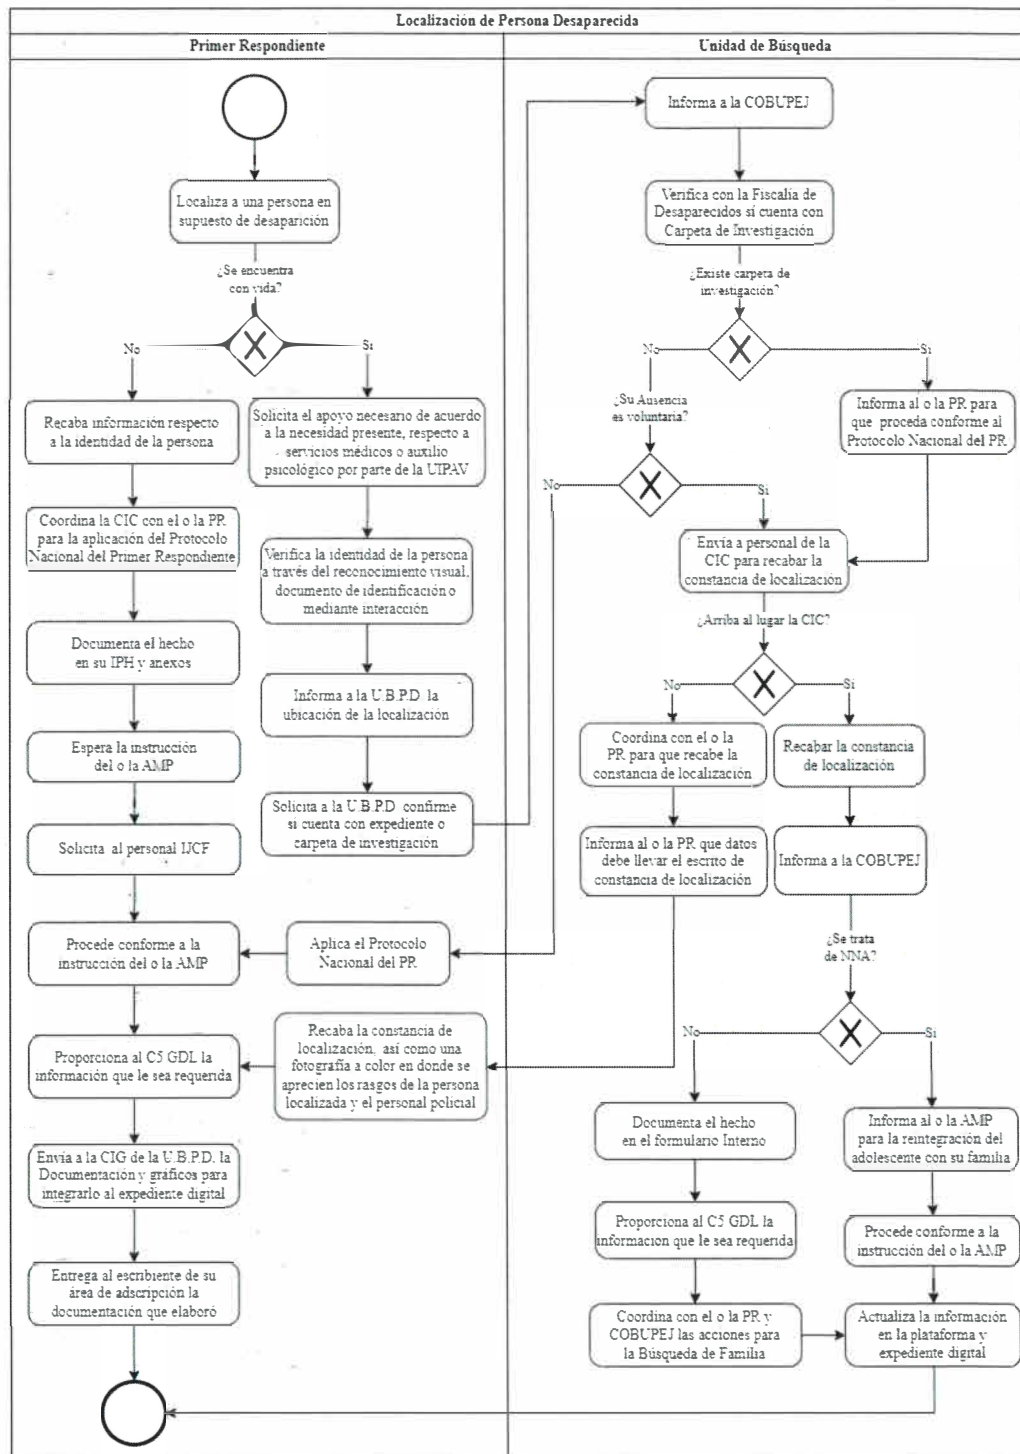 Localización de Persona Desaparecida
Primer Respondiente
Localiza a una persona en
supuesto de desaparición
¿Se encuentra
con vida?
No
Si
Recaba información respecto
a la identidad de la persona
Solicita el apoyo necesario de acuerdo
a la necesidad presente, respecto a
servicios médicos o auxilio
psicológico por parte de la UIPAV
Coordina la CIC con el o la PR
para la aplicación del Protocolo
Nacional del Primer Respondiente
Verifica la identidad de la persona
a través del reconocimiento visual,
documento de identificación o
mediante interacción
Documenta el hecho
en su IPH y anexos
Informa a la U.B.P.D. la
ubicación de la localización
Espera la instrucción
del o la AMP
Solicita a la U.B.P.D confirme
si cuenta con expediente o
carpeta de investigación
Solicita al personal IJCF
Procede conforme a la
instrucción del o la AMP
Aplica el Protocolo
Nacional del PR
Proporciona al C5 GDL la
información que le sea requerida
Recaba la constancia de
localización, así como una
fotografía a color en donde se
aprecien los rasgos de la persona
localizada y el personal policial
Envía a la CIG de la U.B.P.D. la
Documentación y gráficos para
integrarlo al expediente digital
Entrega al escribiente de su
área de adscripción la
documentación que elaboró
Unidad de Búsqueda
Informa a la COBUPEJ
Verifica con la Fiscalía de
Desaparecidos sí cuenta con
Carpeta de Investigación
¿Existe carpeta de
investigación?
No
Si
¿Su Ausencia
es voluntaria?
Informa al o la PR para
que procede conforme al
Protocolo Nacional del PR
No
Si
Envía a personal de la
CIC para recabar la
constancia de localización
¿Arriba al lugar la CIC?
No
Si
Coordina con el o la
PR para que recabe la
constancia de localización
Recabar la constancia
de localización
Informa al o la PR que datos
debe llevar el escrito de
constancia de localización
Informa a la COBUPEJ
¿Se trata
de NNA?
No
Si
Documenta el hecho
en el formulario Interno
Informa al o la AMP
para la reintegración del
adolescente con su familia
Proporciona al C5 GDL la
informacion que le sea requerida
Procede conforme a la
instrucción del o la AMP
Coordina con el o la PR y
COBUPEJ las acciones para
la Búsqueda de Familia
Actualiza la información
en la plataforma y
expediente digital